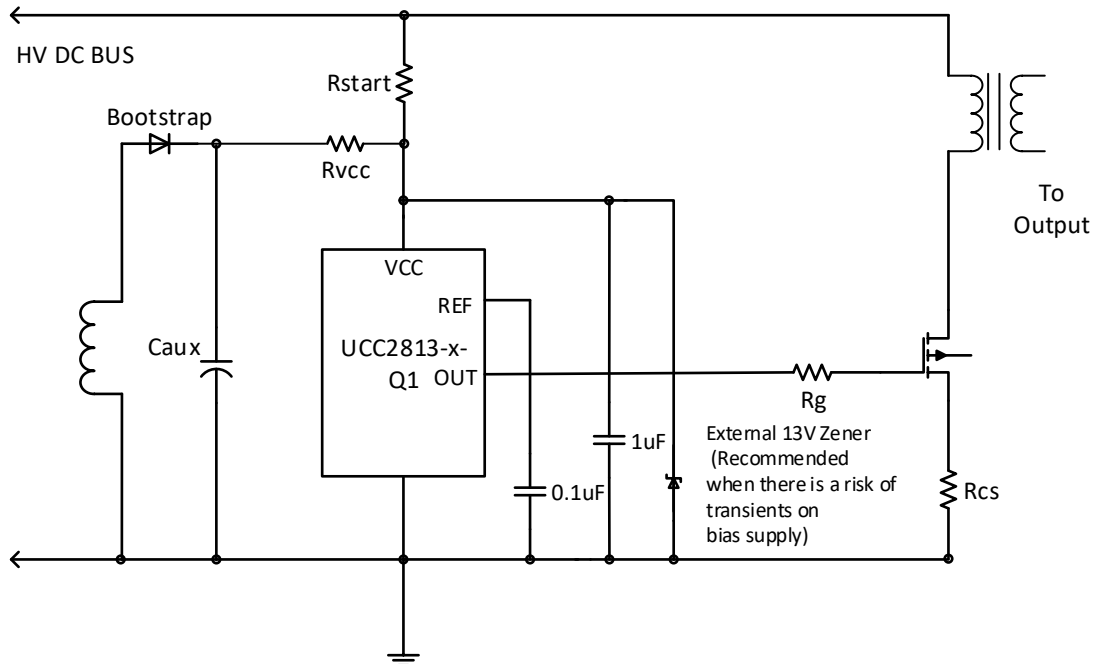 HV DC BUS
Rstart
Bootstrap
Rvcc
To
Output
VCC
REF
Caux
UCC2813-x-
Q1
OUT
Rg
1uF
External 13V Zener
(Recommended
when there is a risk of
transients on
bias supply)
0.1uF
Rcs